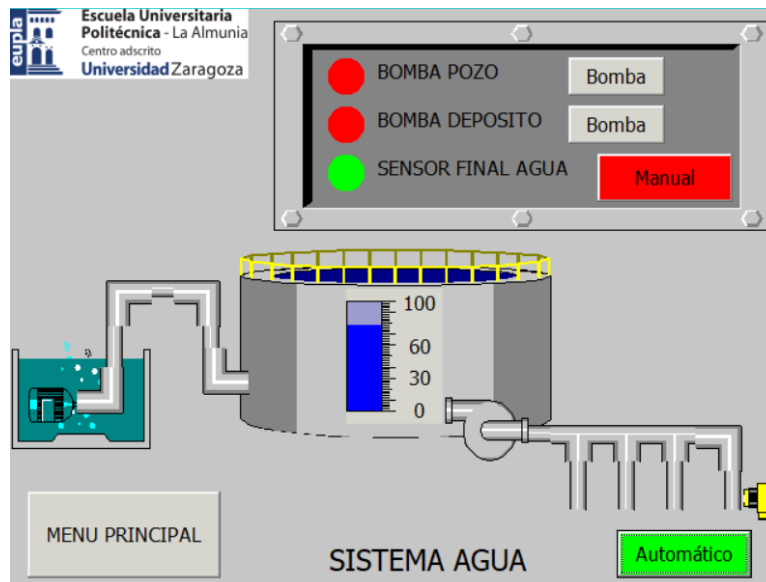 eupla
Escuela Universitaria
Politécnica - La Almunia
Centro adscrito
Universidad Zaragoza
BOMBA POZO
Bomba
BOMBA DEPOSITO
Bomba
SENSOR FINAL AGUA
Manual
100
60
30
0
MENU PRINCIPAL
SISTEMA AGUA
Automático